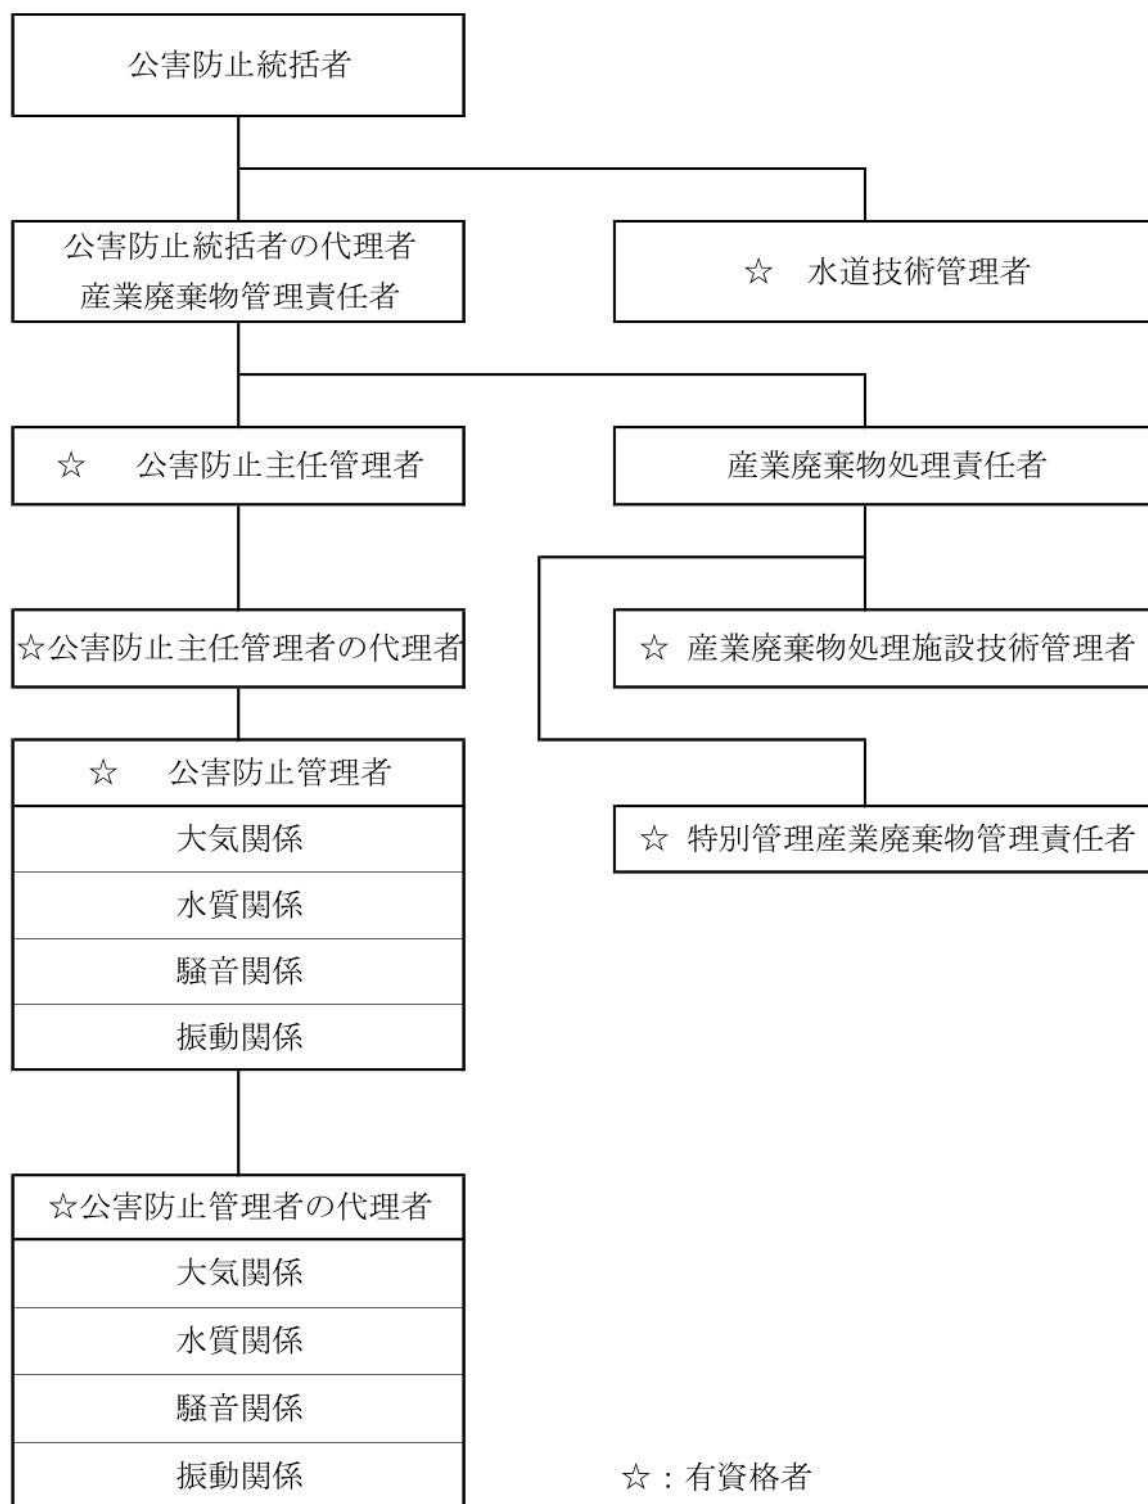 公害防止統括者
公害防止統括者の代理者
産業廃棄物管理責任者
☆ 水道技術管理者
☆ 公害防止主任管理者
産業廃棄物処理責任者
☆公害防止主任管理者の代理者
☆ 産業廃棄物処理施設技術管理者
☆ 公害防止管理者
大気関係
水質関係
騒音関係
振動関係
☆ 特別管理産業廃棄物管理責任者
☆公害防止管理者の代理者
大気関係
水質関係
騒音関係
振動関係
☆：有資格者